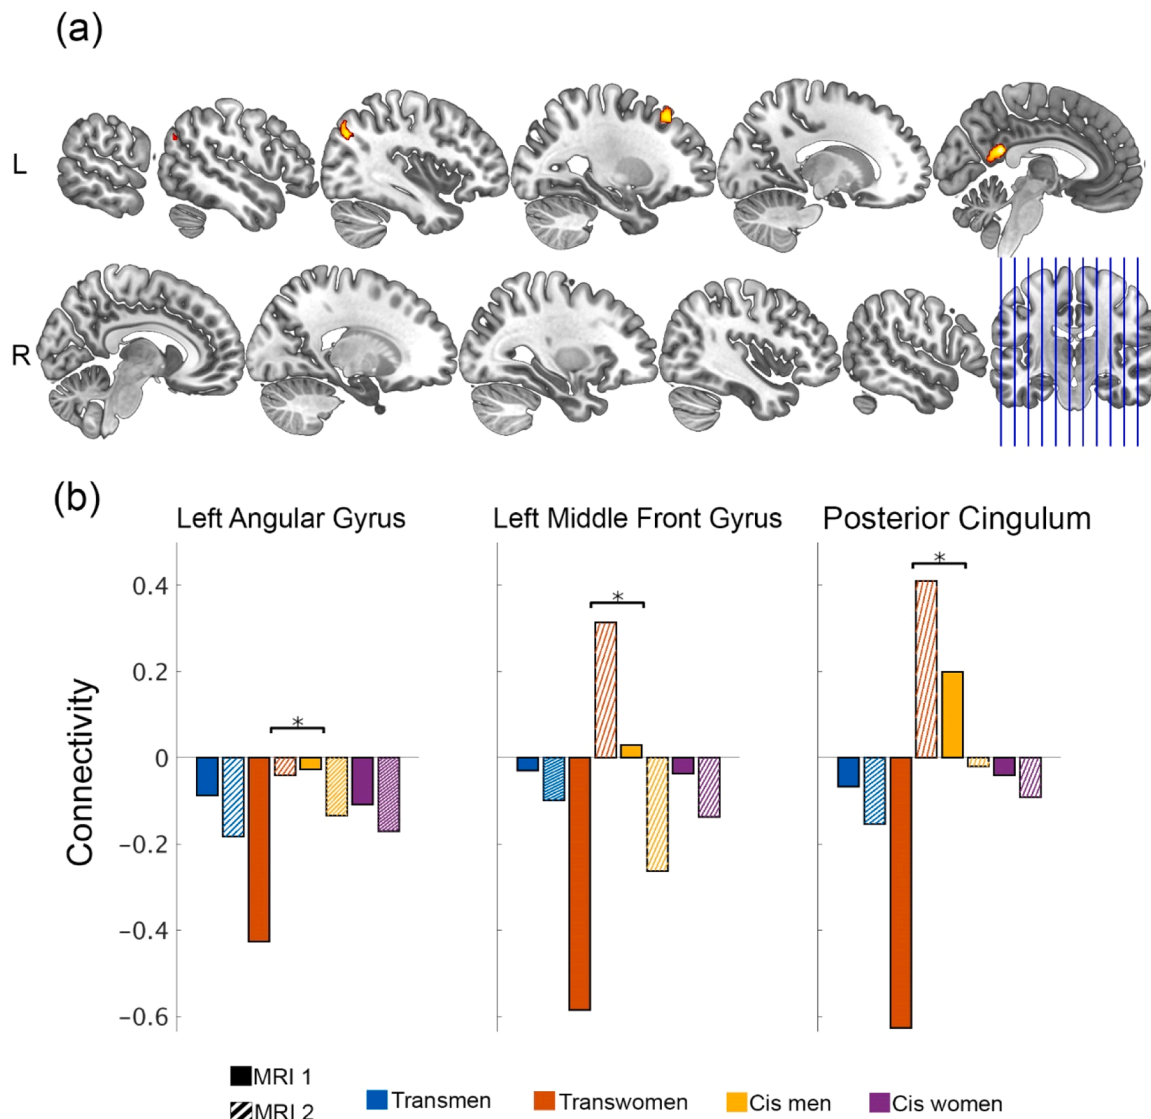 (a)
L
R
(b)
Left Angular Gyrus
Left Middle Front Gyrus
Posterior Cingulum
Connectivity
0.4
0.2
0
−0.2
−0.4
−0.6
*
*
*
MRI 1
MRI 2
Transmen
Transwomen
Cis men
Cis women